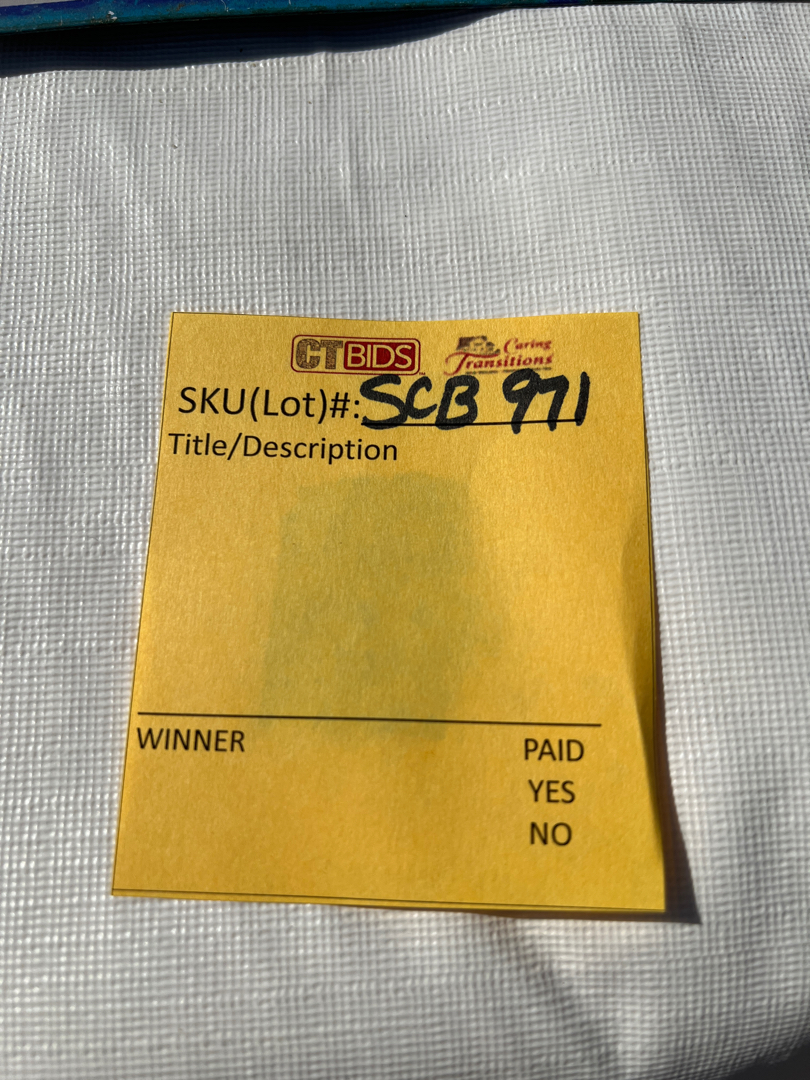 CTBIDS
Caring
Transitions
SKU(Lot)#: SCB 971
Title/Description
WINNER
PAID
YES
NO